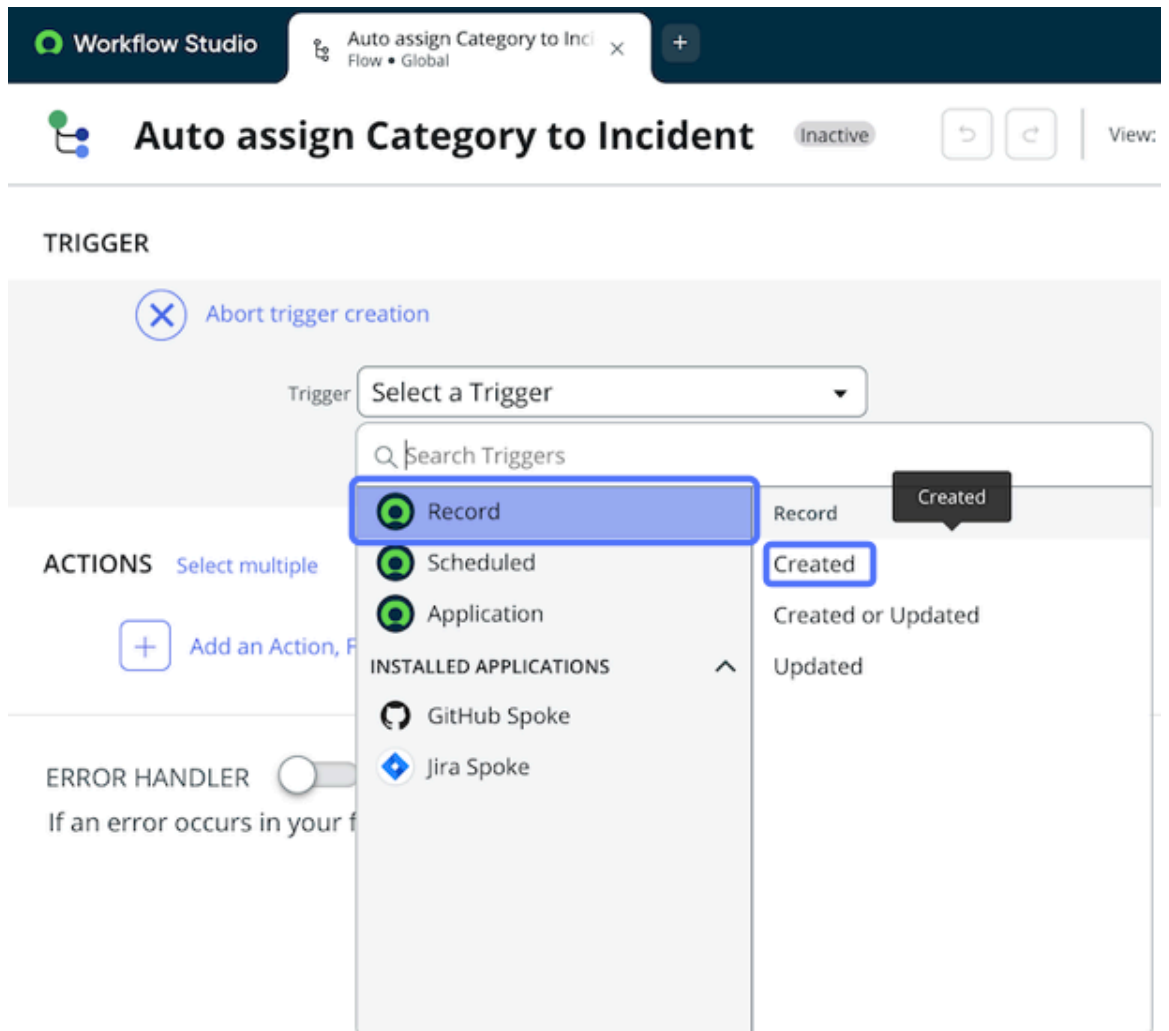 Workflow Studio
Auto assign Category to Inci
Flow • Global
Auto assign Category to Incident
Inactive
View:
TRIGGER
Abort trigger creation
Trigger
Select a Trigger
Search Triggers
Record
Scheduled
Application
INSTALLED APPLICATIONS
GitHub Spoke
Jira Spoke
Record
Created
Created
Created or Updated
Updated
ACTIONS
Select multiple
Add an Action, F
ERROR HANDLER
If an error occurs in your f